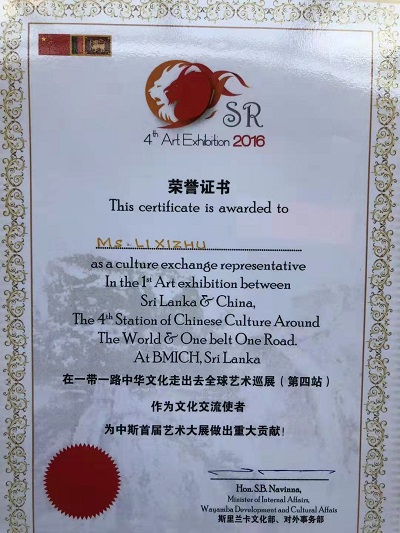 SR
4th Art Exhibition 2016
荣誉证书
This certificate is awarded to
Ms. LI XIZHU
as a culture exchange representative
In the 1st Art exhibition between
Sri Lanka & China,
The 4th Station of Chinese Culture Around
The World & One belt One Road.
At BMICH, Sri Lanka
在一带一路中华文化走出去全球艺术巡展（第四站）
作为文化交流使者
为中斯首届艺术大展做出重大贡献！
Hon. S.B. Navinna,
Minister of Internal Affairs,
Wayamba Development and Cultural Affais
斯里兰卡文化部、对外事务部